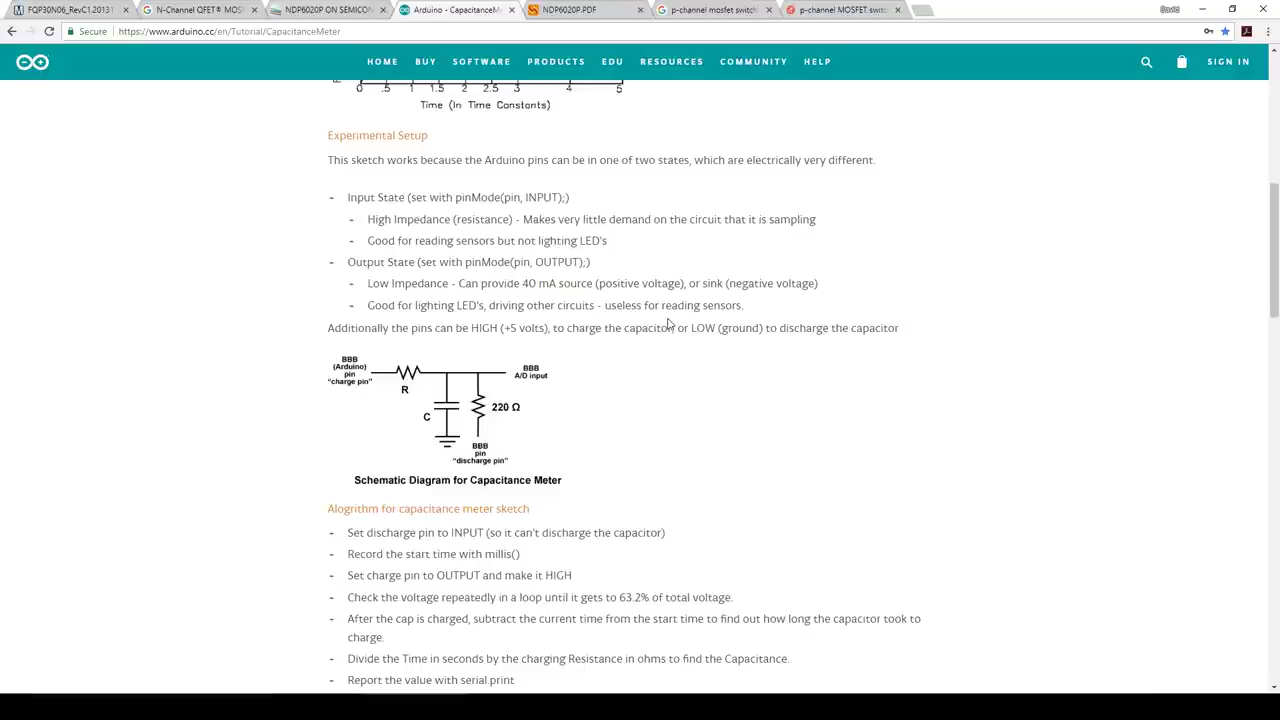 FQP30N06_RevC1.20131
N-Channel QFET® MOS
NDP6020P ON SEMICON
Arduino - CapacitanceMe
NDP6020P.PDF
p-channel mosfet switch
p-channel MOSFET swit
David
Secure
https://www.arduino.cc/en/Tutorial/CapacitanceMeter
HOME BUY SOFTWARE PRODUCTS EDU RESOURCES COMMUNITY HELP
SIGN IN
0 .5 1 1.5 2 2.5 3 4 5
Time (In Time Constants)
Experimental Setup
This sketch works because the Arduino pins can be in one of two states, which are electrically very different.
- Input State (set with pinMode(pin, INPUT);)
- High Impedance (resistance) - Makes very little demand on the circuit that it is sampling
- Good for reading sensors but not lighting LED's
- Output State (set with pinMode(pin, OUTPUT);)
- Low Impedance - Can provide 40 mA source (positive voltage), or sink (negative voltage)
- Good for lighting LED's, driving other circuits - useless for reading sensors.
Additionally the pins can be HIGH (+5 volts), to charge the capacitor; or LOW (ground) to discharge the capacitor
BBB
(Arduino)
pin
"charge pin"
R
BBB
A/D input
C
220 Ω
BBB
pin
"discharge pin"
Schematic Diagram for Capacitance Meter
Alogrithm for capacitance meter sketch
- Set discharge pin to INPUT (so it can't discharge the capacitor)
- Record the start time with millis()
- Set charge pin to OUTPUT and make it HIGH
- Check the voltage repeatedly in a loop until it gets to 63.2% of total voltage.
- After the cap is charged, subtract the current time from the start time to find out how long the capacitor took to
charge.
- Divide the Time in seconds by the charging Resistance in ohms to find the Capacitance.
- Report the value with serial.print